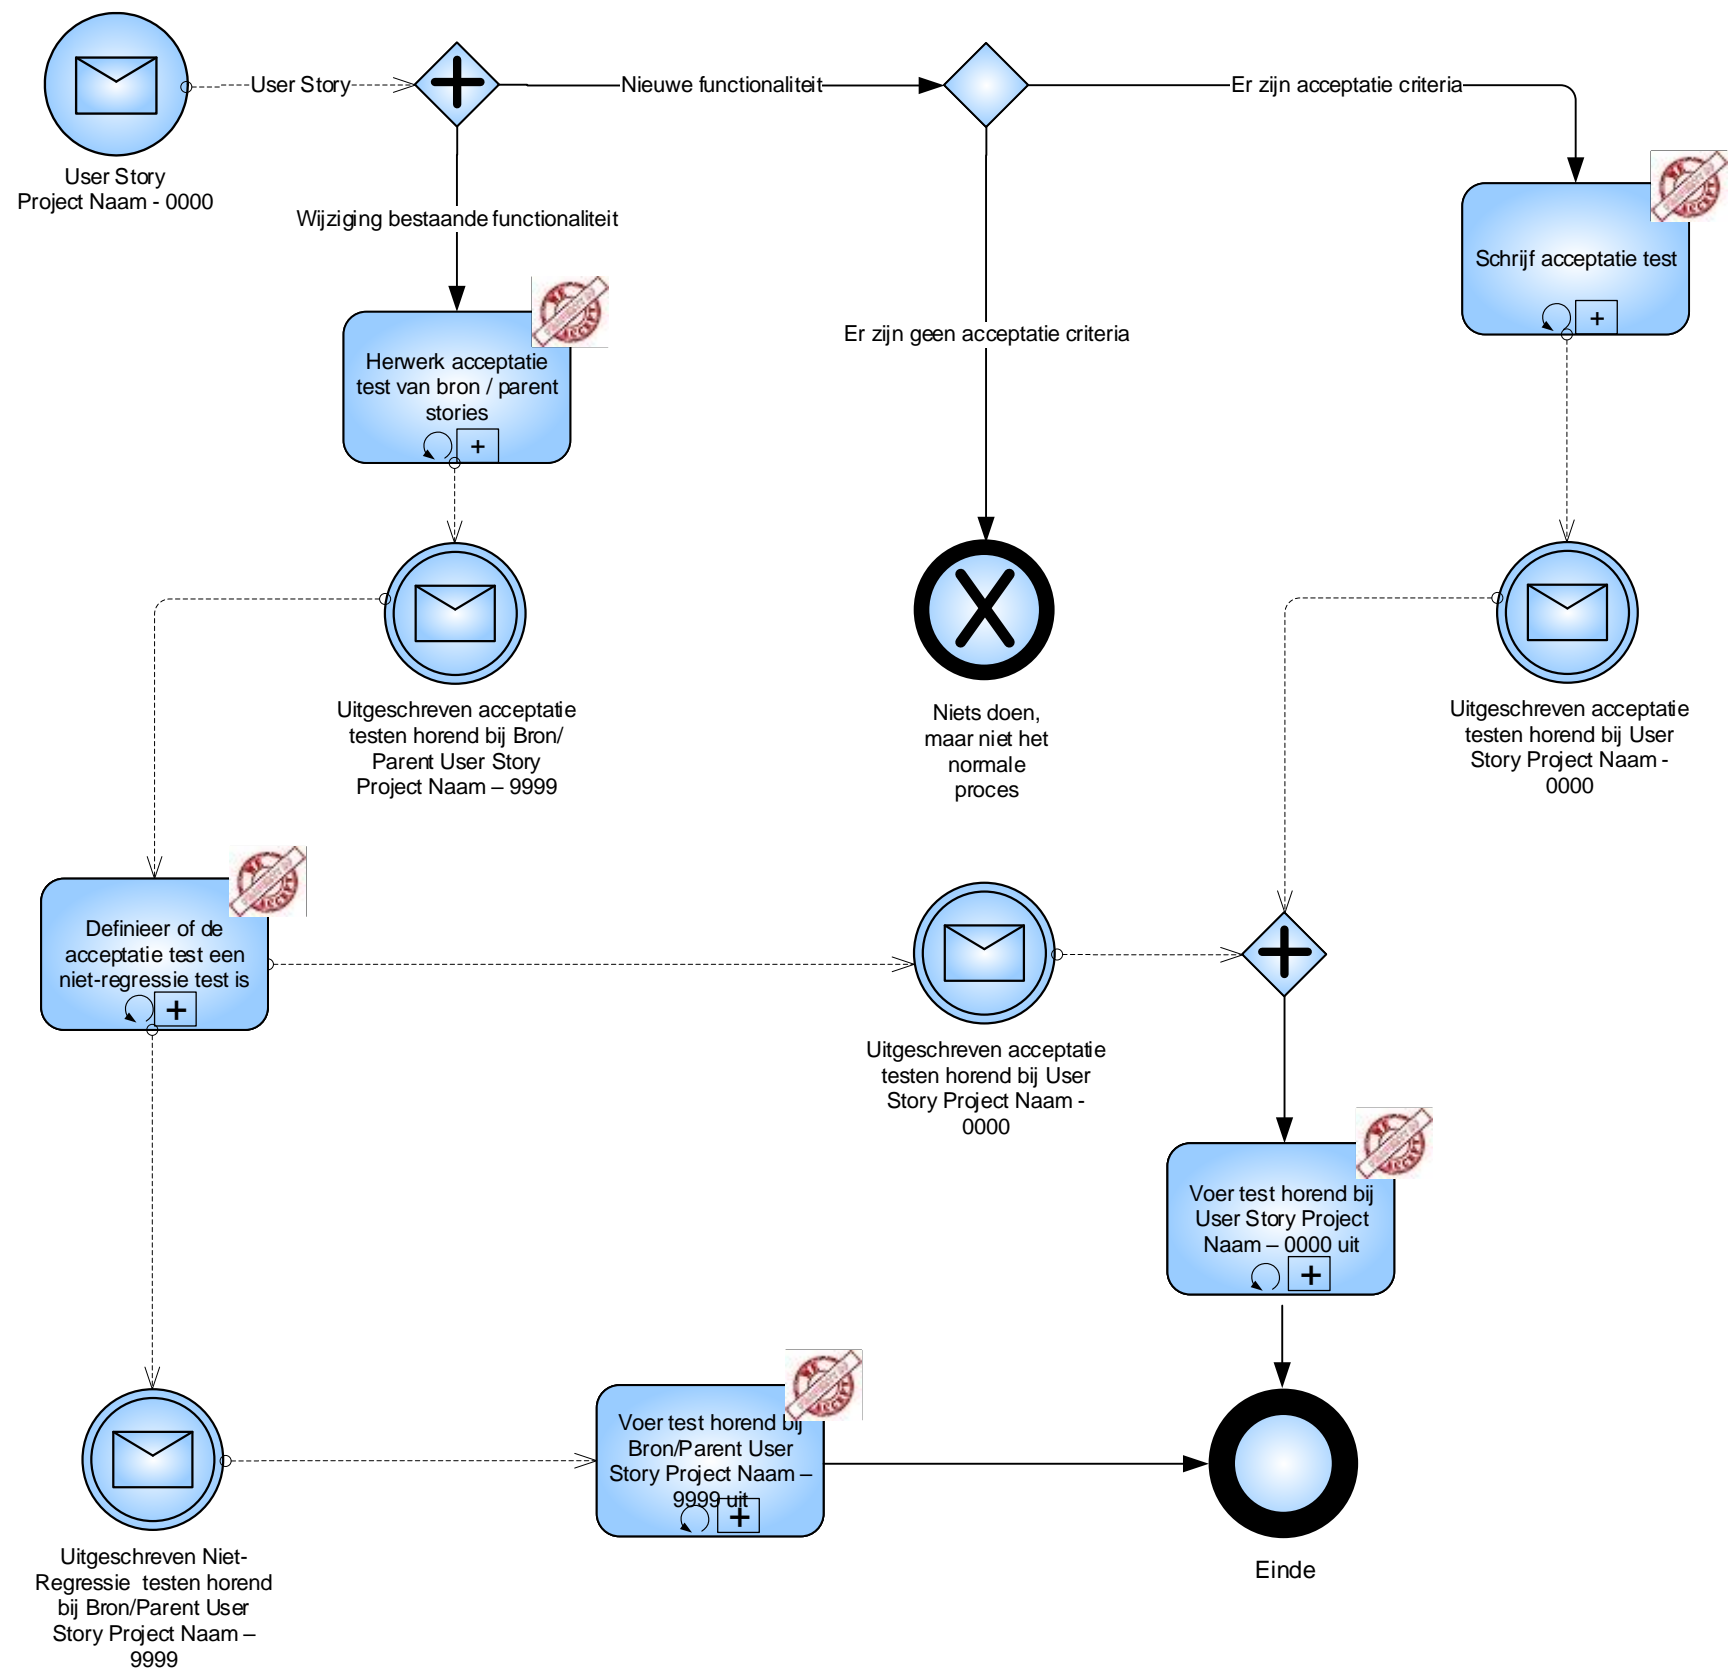 User Story
Project Naam - 0000
User Story
Nieuwe functionaliteit
Er zijn acceptatie criteria
Wijziging bestaande functionaliteit
Er zijn geen acceptatie criteria
Schrijf acceptatie test
+
Herwerk acceptatie
test van bron / parent
stories
+
Uitgeschreven acceptatie
testen horend bij Bron/
Parent User Story
Project Naam – 9999
Niets doen,
maar niet het
normale
proces
Uitgeschreven acceptatie
testen horend bij User
Story Project Naam -
0000
Definieer of de
acceptatie test een
niet-regressie test is
+
Uitgeschreven acceptatie
testen horend bij User
Story Project Naam -
0000
Voer test horend bij
User Story Project
Naam – 0000 uit
+
Voer test horend bij
Bron/Parent User
Story Project Naam –
9999 uit
+
Einde
Uitgeschreven Niet-
Regressie testen horend
bij Bron/Parent User
Story Project Naam –
9999